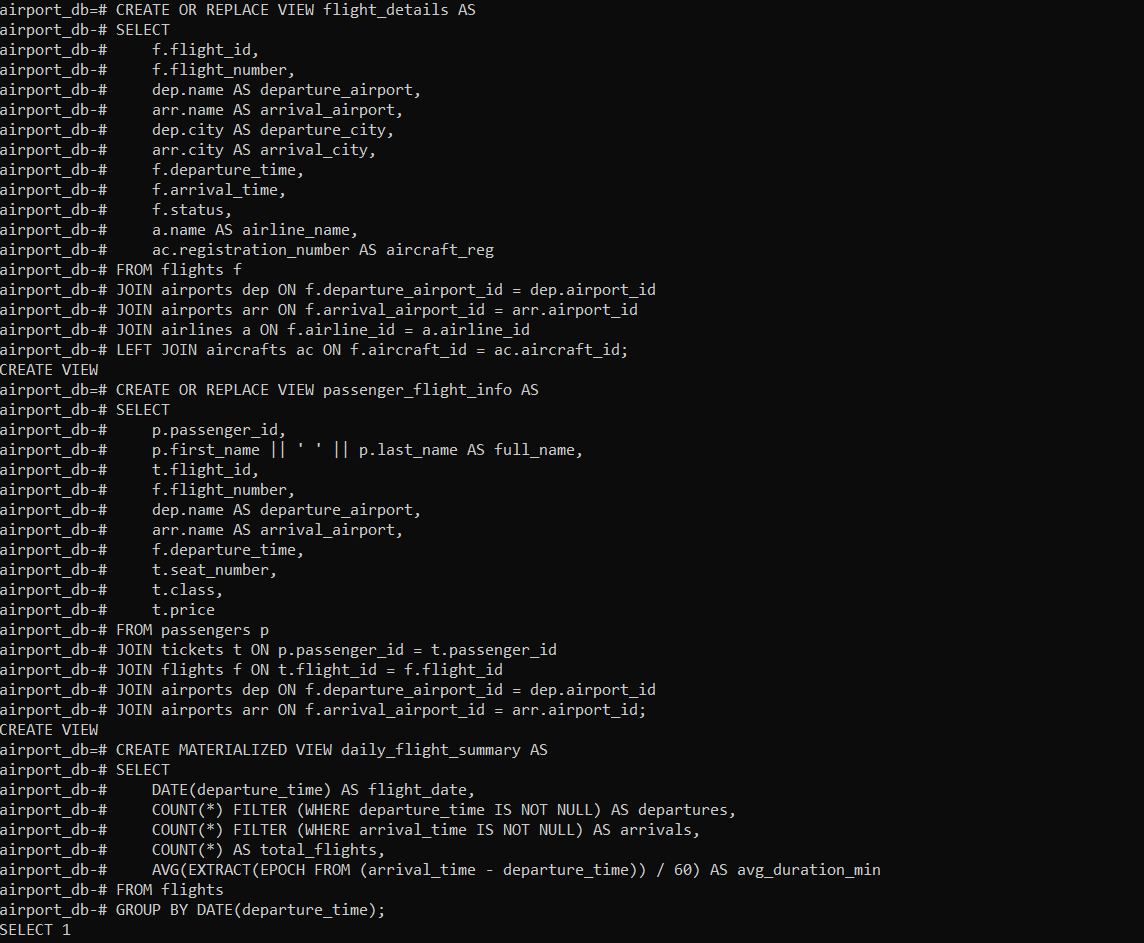 airport_db=# CREATE OR REPLACE VIEW flight_details AS
airport_db-# SELECT
airport_db-#     f.flight_id,
airport_db-#     f.flight_number,
airport_db-#     dep.name AS departure_airport,
airport_db-#     arr.name AS arrival_airport,
airport_db-#     dep.city AS departure_city,
airport_db-#     arr.city AS arrival_city,
airport_db-#     f.departure_time,
airport_db-#     f.arrival_time,
airport_db-#     f.status,
airport_db-#     a.name AS airline_name,
airport_db-#     ac.registration_number AS aircraft_reg
airport_db-# FROM flights f
airport_db-# JOIN airports dep ON f.departure_airport_id = dep.airport_id
airport_db-# JOIN airports arr ON f.arrival_airport_id = arr.airport_id
airport_db-# JOIN airlines a ON f.airline_id = a.airline_id
airport_db-# LEFT JOIN aircrafts ac ON f.aircraft_id = ac.aircraft_id;
CREATE VIEW
airport_db=# CREATE OR REPLACE VIEW passenger_flight_info AS
airport_db-# SELECT
airport_db-#     p.passenger_id,
airport_db-#     p.first_name || ' ' || p.last_name AS full_name,
airport_db-#     t.flight_id,
airport_db-#     f.flight_number,
airport_db-#     dep.name AS departure_airport,
airport_db-#     arr.name AS arrival_airport,
airport_db-#     f.departure_time,
airport_db-#     t.seat_number,
airport_db-#     t.class,
airport_db-#     t.price
airport_db-# FROM passengers p
airport_db-# JOIN tickets t ON p.passenger_id = t.passenger_id
airport_db-# JOIN flights f ON t.flight_id = f.flight_id
airport_db-# JOIN airports dep ON f.departure_airport_id = dep.airport_id
airport_db-# JOIN airports arr ON f.arrival_airport_id = arr.airport_id;
CREATE VIEW
airport_db=# CREATE MATERIALIZED VIEW daily_flight_summary AS
airport_db-# SELECT
airport_db-#     DATE(departure_time) AS flight_date,
airport_db-#     COUNT(*) FILTER (WHERE departure_time IS NOT NULL) AS departures,
airport_db-#     COUNT(*) FILTER (WHERE arrival_time IS NOT NULL) AS arrivals,
airport_db-#     COUNT(*) AS total_flights,
airport_db-#     AVG(EXTRACT(EPOCH FROM (arrival_time - departure_time)) / 60) AS avg_duration_min
airport_db-# FROM flights
airport_db-# GROUP BY DATE(departure_time);
SELECT 1